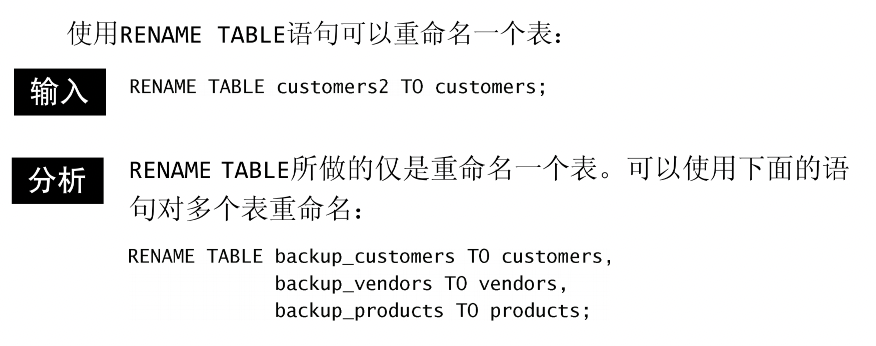 使用RENAME TABLE语句可以重命名一个表：
输入 RENAME TABLE customers2 TO customers;
分析 RENAME TABLE所做的仅是重命名一个表。可以使用下面的语
句对多个表重命名：
RENAME TABLE backup_customers TO customers,
backup_vendors TO vendors,
backup_products TO products;